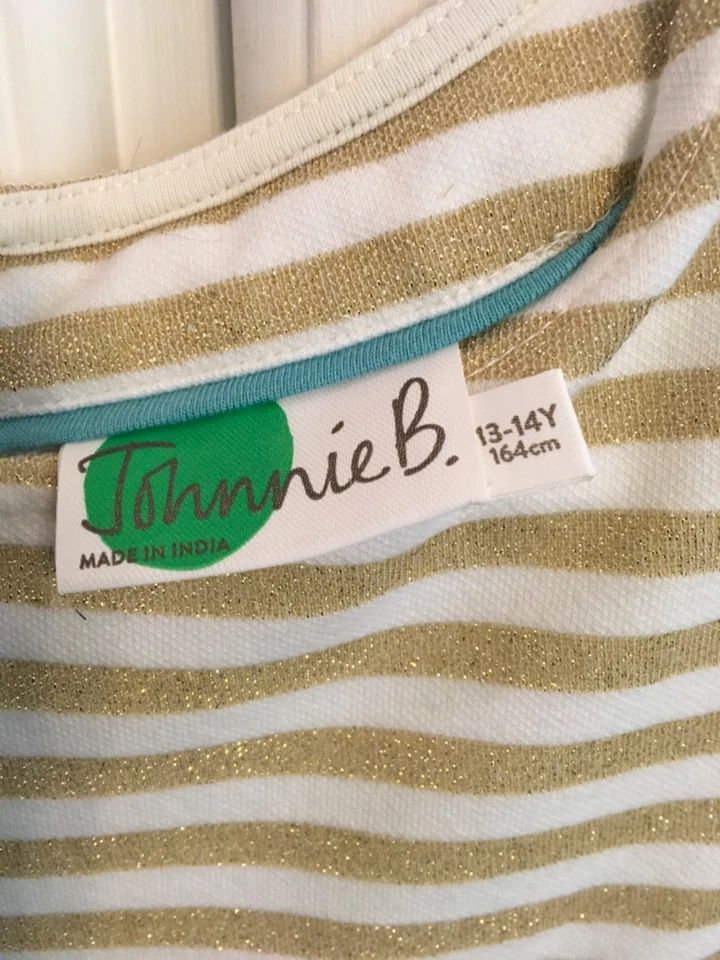 Johnnie B.
MADE IN INDIA
13-14Y
164cm